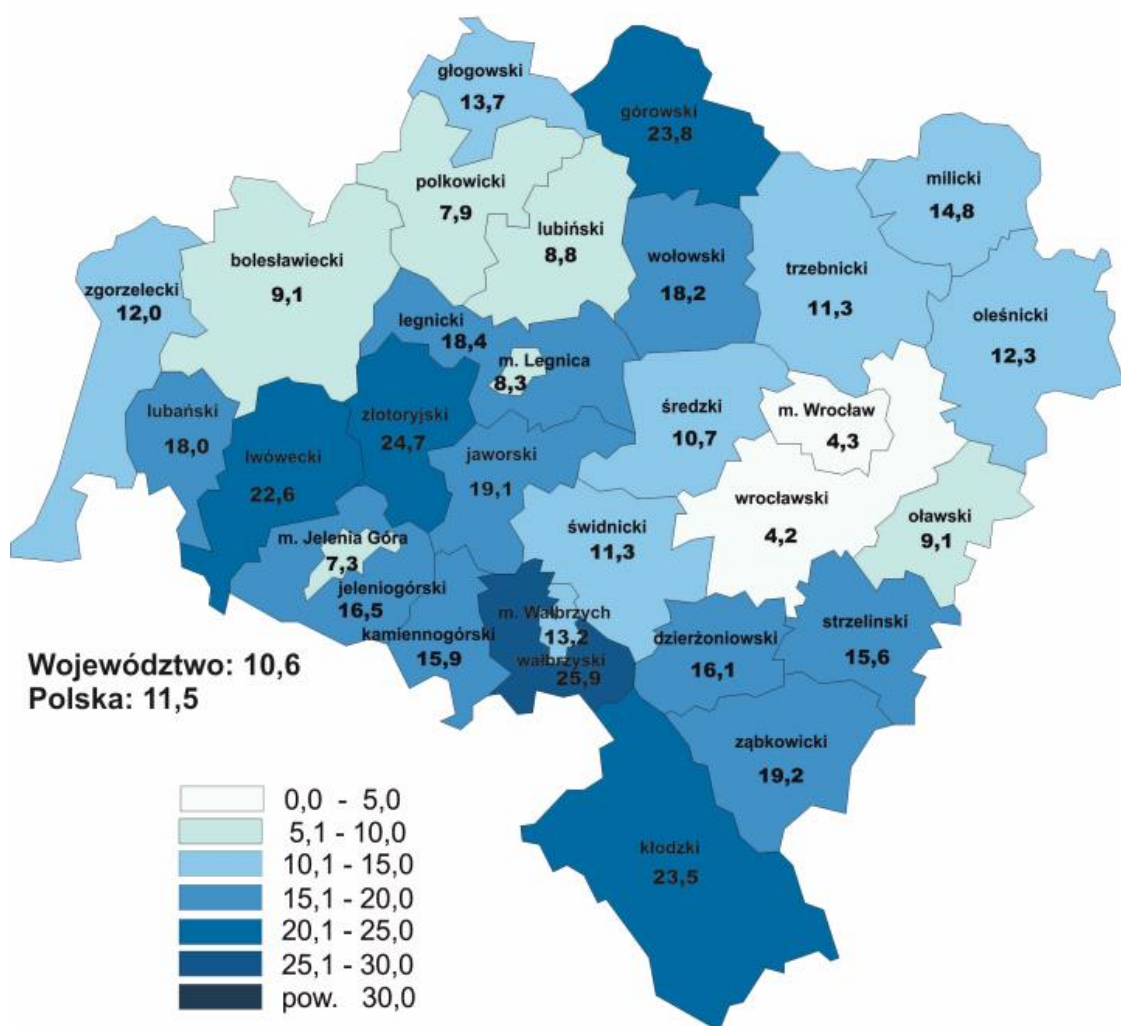 głogowski
13,7
górowski
23,8
polkowicki
7,9
milicki
14,8
lubiński
8,8
wołowski
18,2
trzebnicki
11,3
bolesławiecki
9,1
zgorzelecki
12,0
oleśnicki
12,3
legnicki
18,4
m. Legnica
8,3
lubański
18,0
złotoryjski
24,7
średzki
10,7
m. Wrocław
4,3
lwówecki
22,6
jaworski
19,1
wrocławski
4,2
oławski
9,1
świdnicki
11,3
m. Jelenia Góra
7,3
jeleniogórski
16,5
m. Wałbrzych
13,2
kamiennogórski
15,9
wałbrzyski
25,9
dzierżoniowski
16,1
strzelinski
15,6
Województwo: 10,6
Polska: 11,5
ząbkowicki
19,2
kłodzki
23,5
0,0 - 5,0
5,1 - 10,0
10,1 - 15,0
15,1 - 20,0
20,1 - 25,0
25,1 - 30,0
pow. 30,0